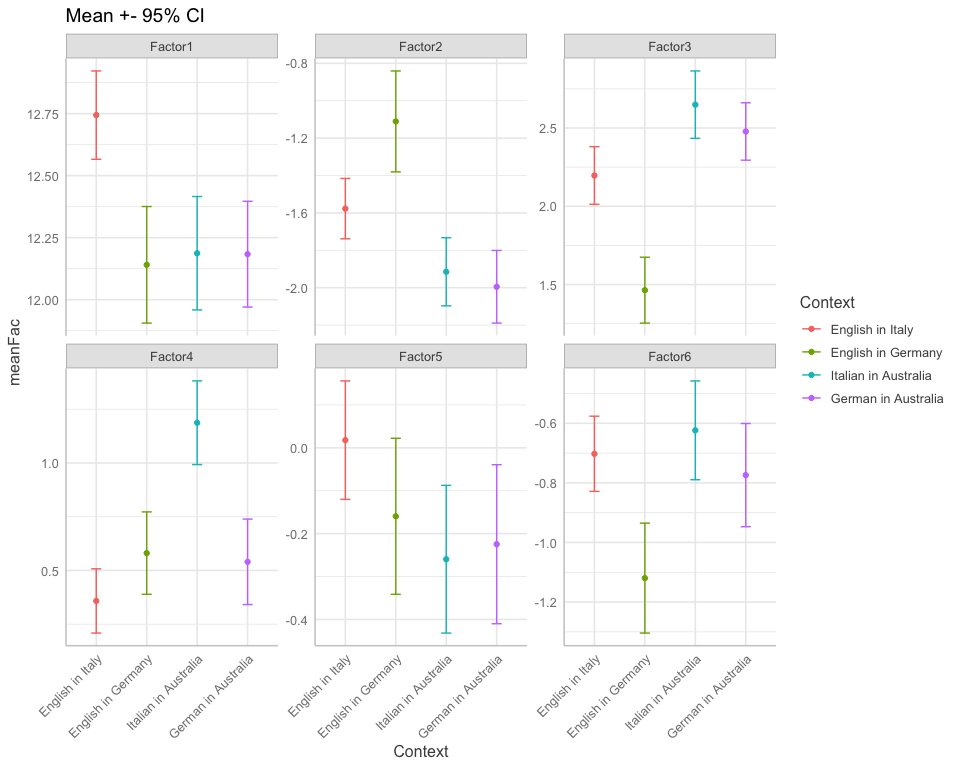 Mean +- 95% CI
Factor1 Factor2 Factor3
12.75
12.50
12.25
12.00
-0.8
-1.2
-1.6
-2.0
2.5
2.0
1.5
meanFac
Factor4 Factor5 Factor6
1.0
0.5
0.0
-0.2
-0.4
-0.6
-0.8
-1.0
-1.2
English in Italy
English in Germany
Italian in Australia
German in Australia
English in Italy
English in Germany
Italian in Australia
German in Australia
English in Italy
English in Germany
Italian in Australia
German in Australia
Context
Context
English in Italy
English in Germany
Italian in Australia
German in Australia